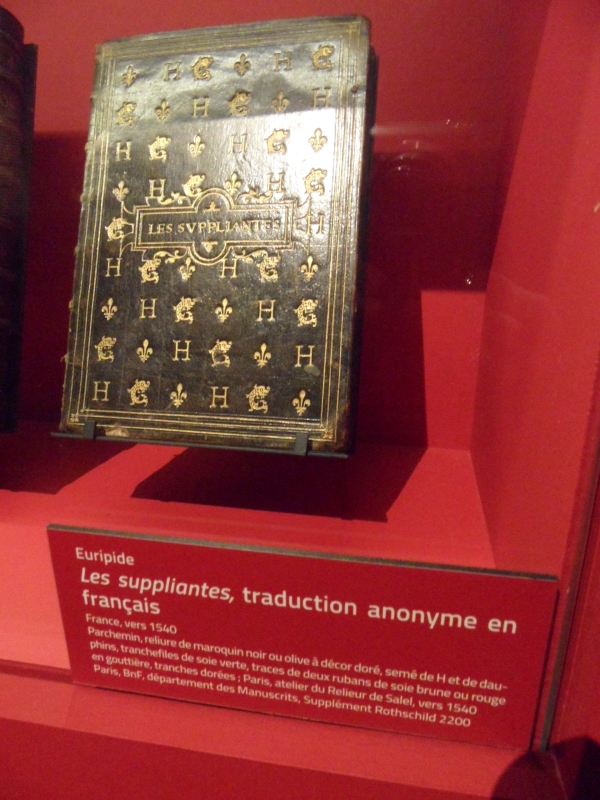 H H
H H
H H
H
LES SVPPLIANTES
H
H H
H H
H H
H H
Euripide
Les suppliantes, traduction anonyme en
français
France, vers 1540
Parchemin, reliure de maroquin noir ou olive à décor doré, semé de H et de dau-
phins, tranchefiles de soie verte, traces de deux rubans de soie brune ou rouge
en gouttière, tranches dorées ; Paris, atelier du Relieur de Salel, vers 1540
Paris, BnF, département des Manuscrits, Supplément Rothschild 2200